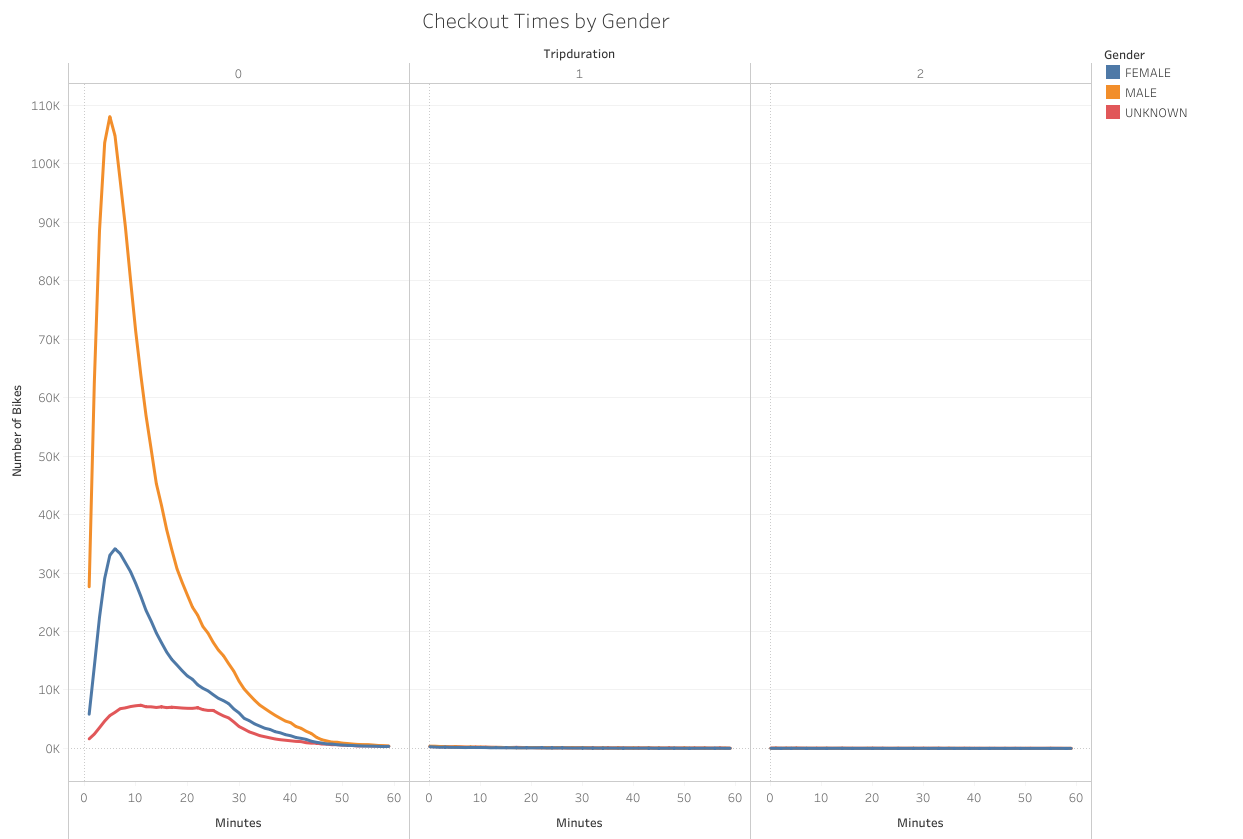 Checkout Times by Gender
Tripduration
0 1 2
Gender
FEMALE
MALE
UNKNOWN
110K
100K
90K
80K
70K
60K
50K
40K
30K
20K
10K
0K
Number of Bikes
0 10 20 30 40 50 60 0 10 20 30 40 50 60 0 10 20 30 40 50 60
Minutes Minutes Minutes